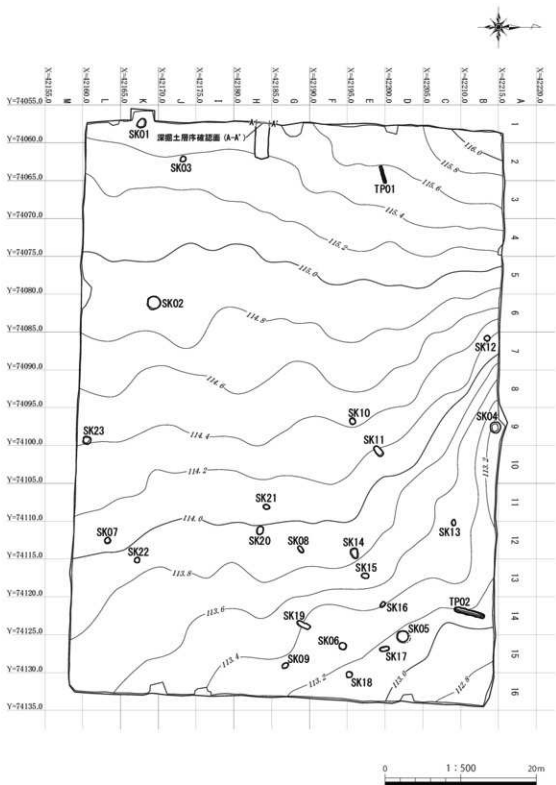 X=-42155.0
X=-42160.0
X=-42165.0
X=-42170.0
X=-42175.0
X=-42180.0
X=-42185.0
X=-42190.0
X=-42195.0
X=-42200.0
X=-42205.0
X=-42210.0
X=-42215.0
X=-42220.0
M L K J I H G F E D C B A
Y=74055.0
Y=74060.0
Y=74065.0
Y=74070.0
Y=74075.0
Y=74080.0
Y=74085.0
Y=74090.0
Y=74095.0
Y=74100.0
Y=74105.0
Y=74110.0
Y=74115.0
Y=74120.0
Y=74125.0
Y=74130.0
Y=74135.0
1
2
3
4
5
6
7
8
9
10
11
12
13
14
15
16
SK01
A A'
深掘土層序確認面 (A-A')
SK03
TP01
116.0
115.8
115.6
115.4
115.2
115.0
SK02
114.8
SK12
114.6
SK10
SK04
SK23
114.4
SK11
113.2
114.2
SK21
SK13
114.0
SK20
SK07
SK08
SK14
SK22
113.8
SK15
SK16
TP02
113.6
SK19
SK05
SK06
SK17
113.4
SK09
SK18
113.2
113.0
112.8
0 1：500 20m